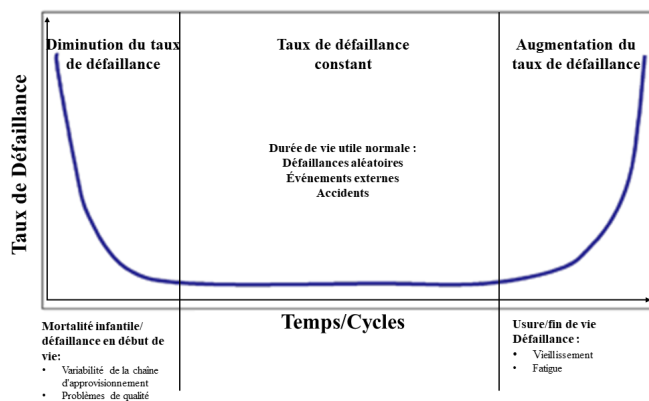 Diminution du taux
de défaillance
Taux de défaillance
constant
Augmentation du
taux de défaillance
Taux de Défaillance
Durée de vie utile normale :
Défaillances aléatoires
Événements externes
Accidents
Temps/Cycles
Mortalité infantile/
défaillance en début de
vie:
• Variabilité de la chaîne
d'approvisionnement
• Problèmes de qualité
Usure/fin de vie
Défaillance :
• Vieillissement
• Fatigue